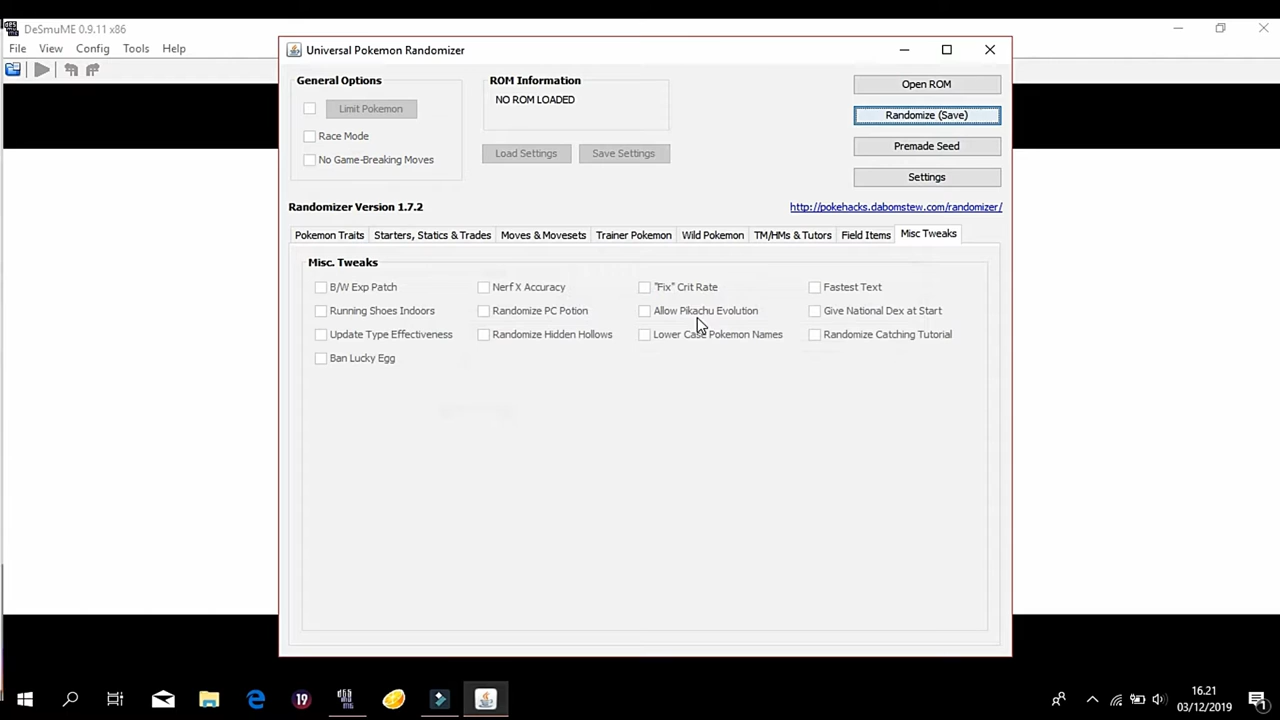 DeSmuME 0.9.11 x86
File View Config Tools Help
Universal Pokemon Randomizer
General Options
Limit Pokemon
Race Mode
No Game-Breaking Moves
ROM Information
NO ROM LOADED
Load Settings Save Settings
Open ROM
Randomize (Save)
Premade Seed
Settings
Randomizer Version 1.7.2
http://pokehacks.dabomstew.com/randomizer/
Pokemon Traits Starters, Statics & Trades Moves & Movesets Trainer Pokemon Wild Pokemon TM/HMs & Tutors Field Items Misc Tweaks
Misc. Tweaks
B/W Exp Patch Nerf X Accuracy "Fix" Crit Rate Fastest Text
Running Shoes Indoors Randomize PC Potion Allow Pikachu Evolution Give National Dex at Start
Update Type Effectiveness Randomize Hidden Hollows Lower Case Pokemon Names Randomize Catching Tutorial
Ban Lucky Egg
19
16.21
03/12/2019
1